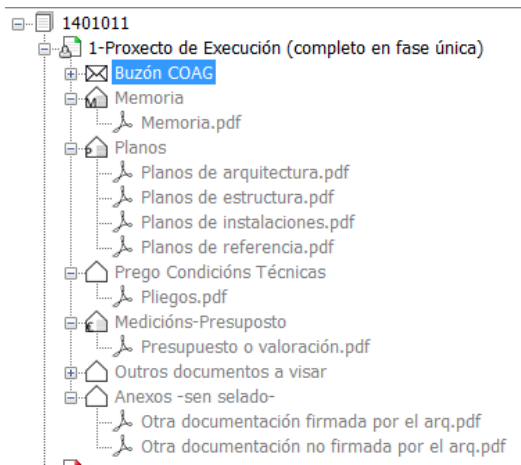 1401011
1-Proxecto de Execución (completo en fase única)
Buzón COAG
Memoria
Memoria.pdf
Planos
Planos de arquitectura.pdf
Planos de estructura.pdf
Planos de instalaciones.pdf
Planos de referencia.pdf
Prego Condicións Técnicas
Pliegos.pdf
Medicións-Presuposto
Presupuesto o valoración.pdf
Outros documentos a visar
Anexos -sen selado-
Otra documentación firmada por el arq.pdf
Otra documentación no firmada por el arq.pdf